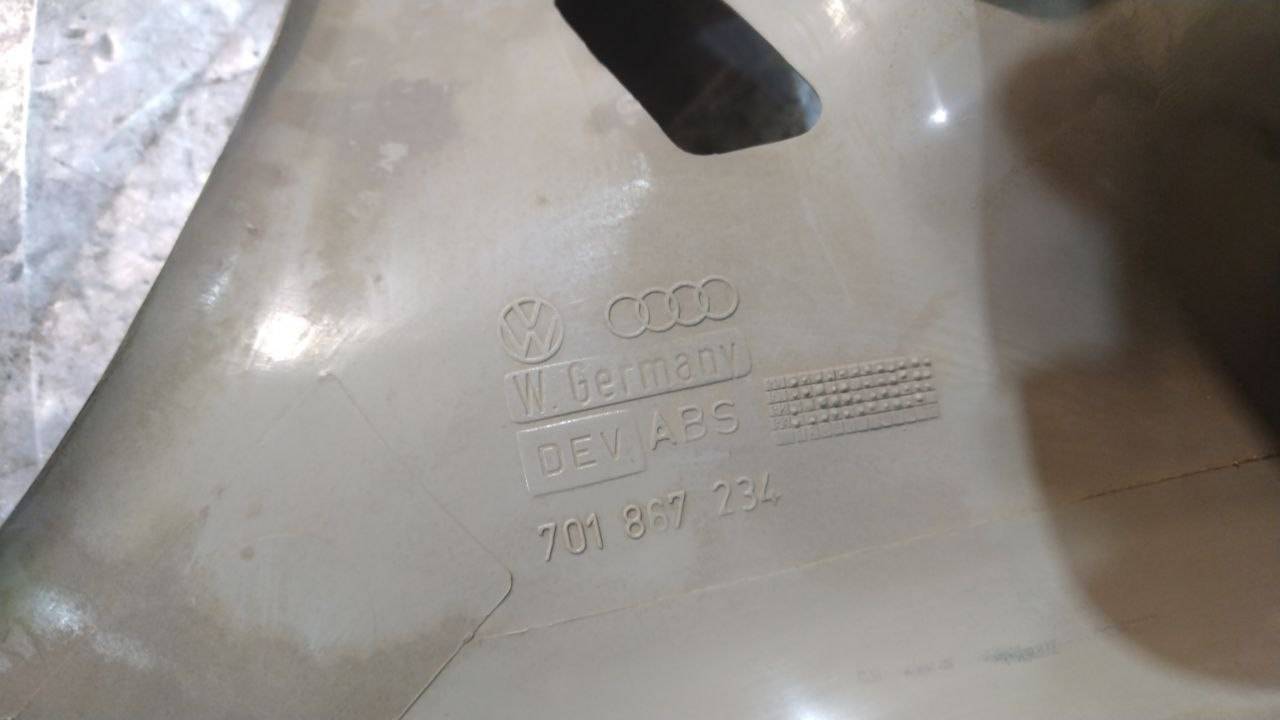 W. Germany
DEV ABS
701 867 234